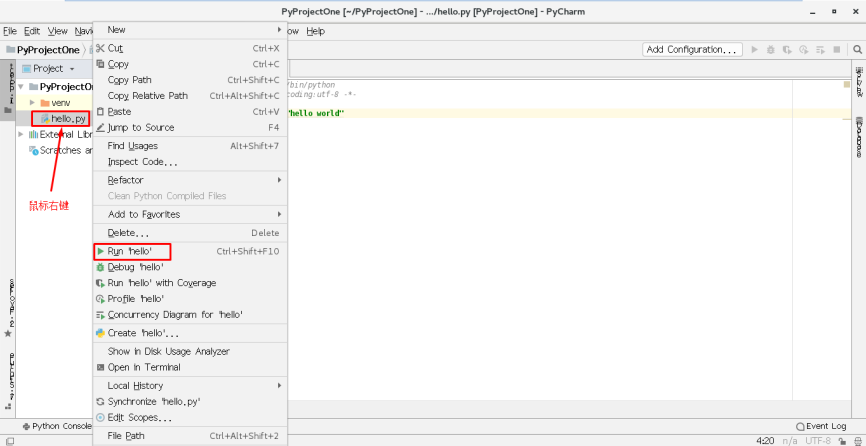 PyProjectOne [~/PyProjectOne] - .../hello.py [PyProjectOne] - PyCharm
File Edit View ow Help
PyProjectOne
Add Configuration...
Project
PyProjectOn
venv
hello.py
External Libr
Scratches an
鼠标右键
New
Cut Ctrl+X
Copy Ctrl+C
Copy Path Ctrl+Shift+C
Copy Relative Path Ctrl+Alt+Shift+C
Paste Ctrl+V
Jump to Source F4
Find Usages Alt+Shift+7
Inspect Code...
Refactor
Clean Python Compiled Files
Add to Favorites
Delete... Delete
Run 'hello' Ctrl+Shift+F10
Debug 'hello'
Run 'hello' with Coverage
Profile 'hello'
Concurrency Diagram for 'hello'
Create 'hello'...
Show in Disk Usage Analyzer
Open in Terminal
Local History
Synchronize 'hello.py'
Edit Scopes...
File Path Ctrl+Alt+Shift+2
/bin/python
coding:utf-8 -*-
"hello world"
Python Console
Event Log
4:20 n/a UTF-8